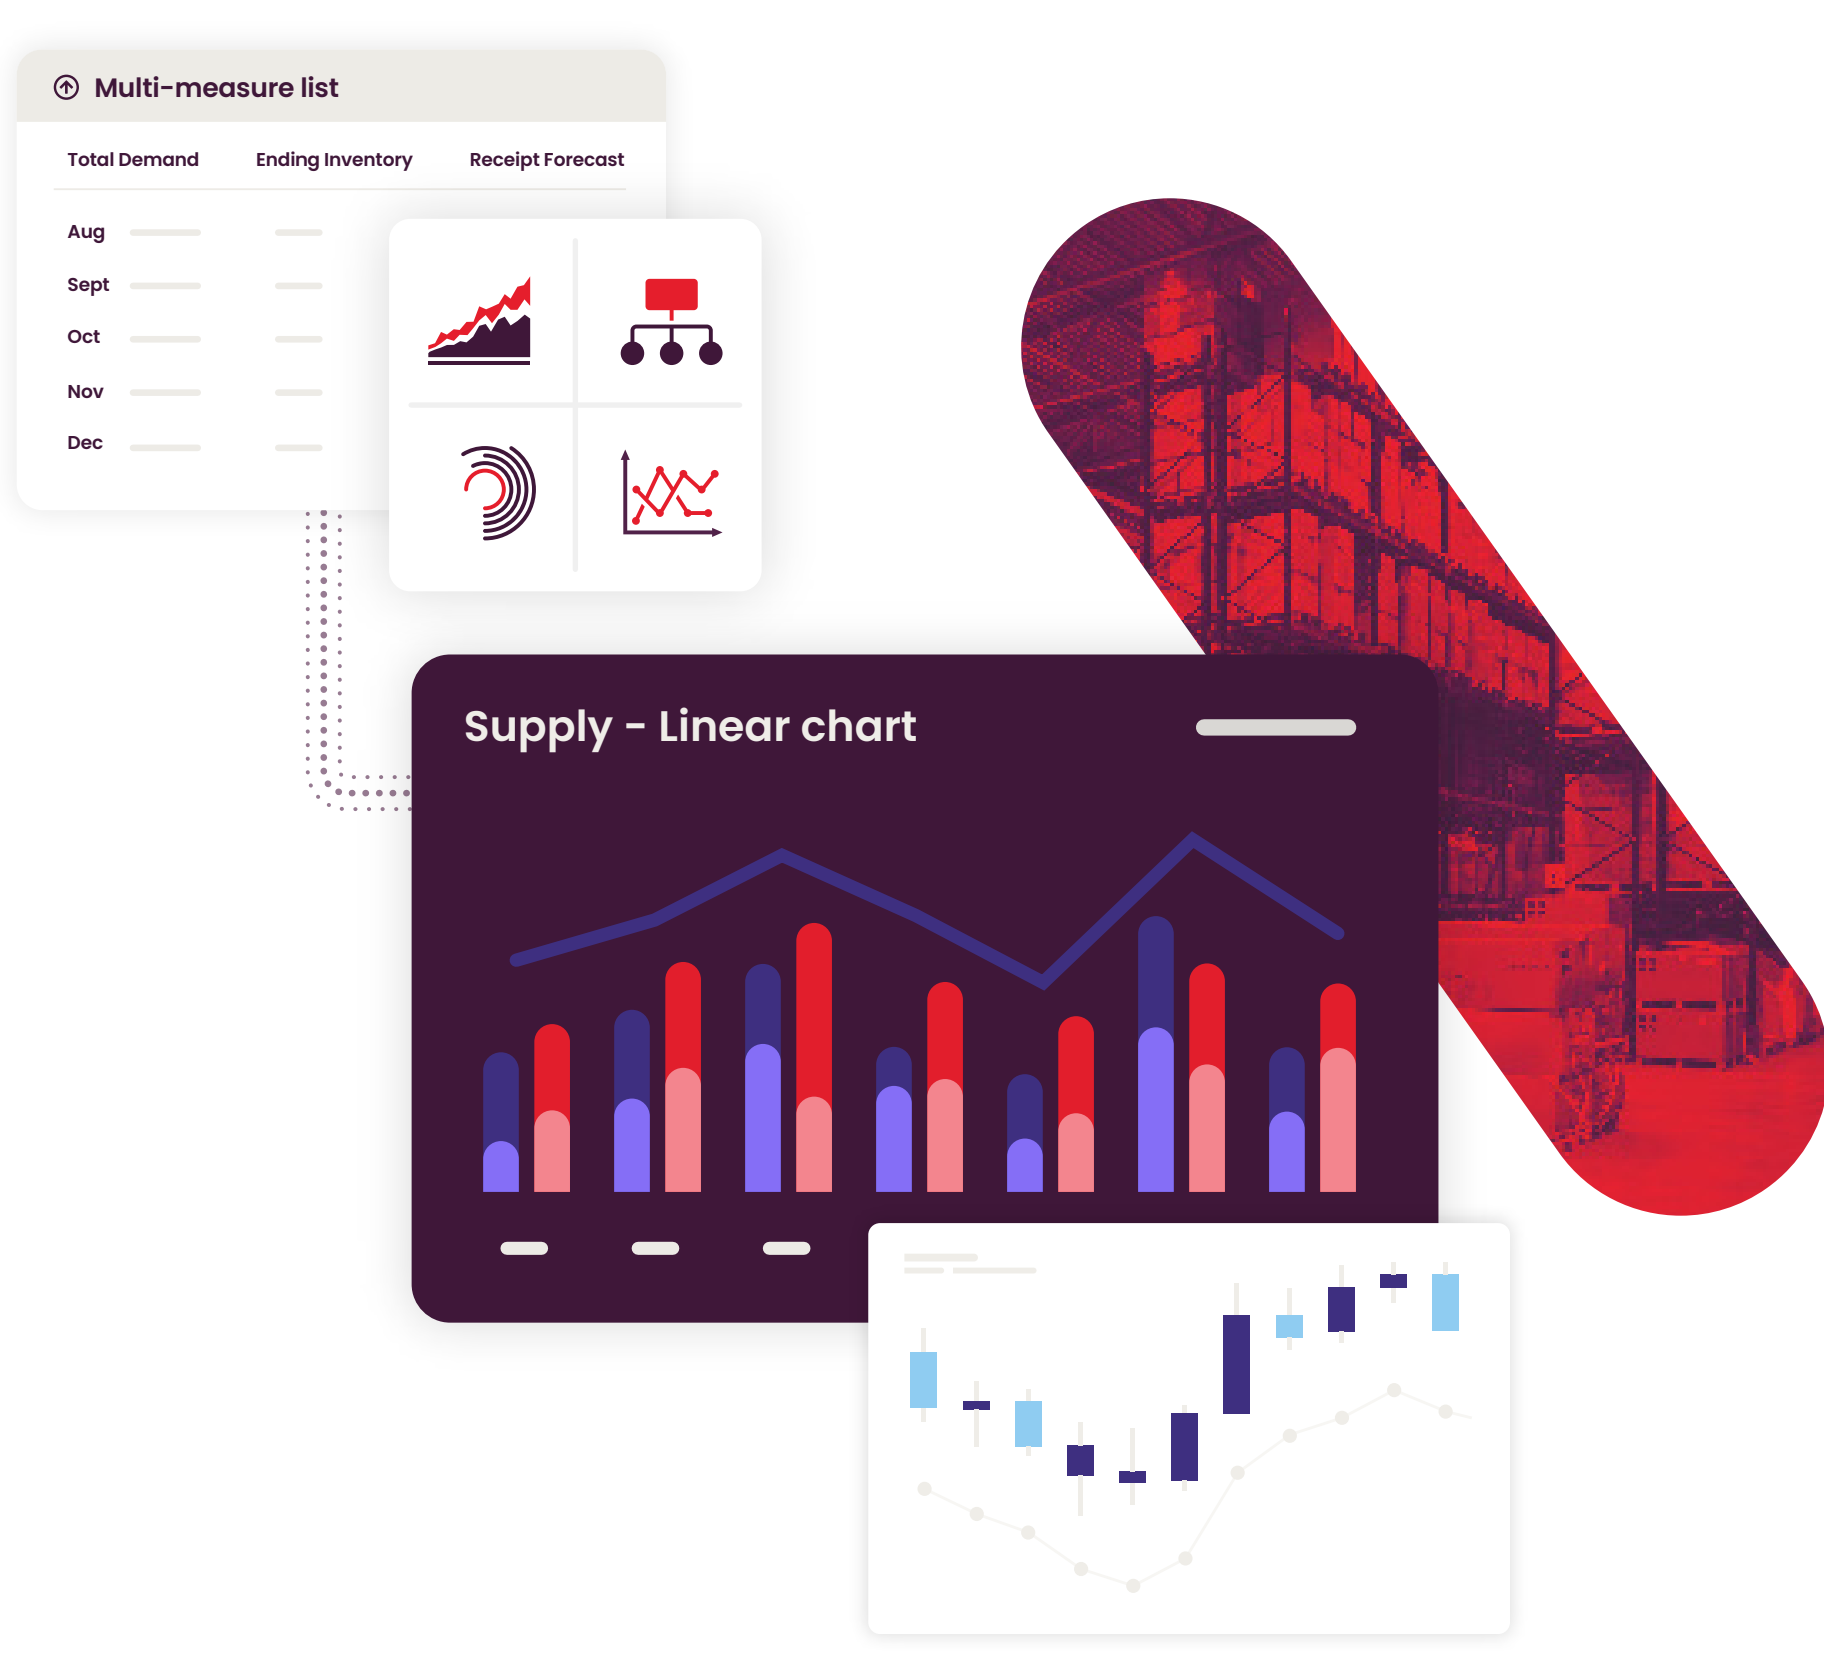 Multi-measure list
Total Demand Ending Inventory Receipt Forecast
Aug
Sept
Oct
Nov
Dec
Supply - Linear chart